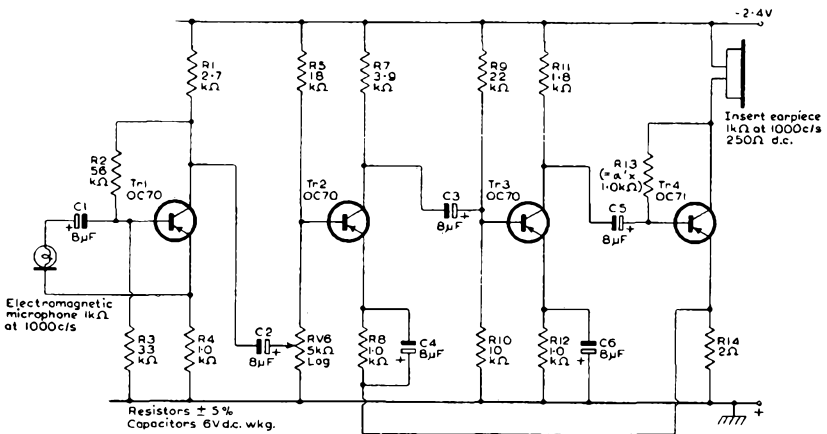 -2·4V
R1
2·7
kΩ
R5
18
kΩ
R7
3·9
kΩ
R9
22
kΩ
R11
1·8
kΩ
Insert earpiece
1kΩ at 1000c/s
250Ω d.c.
R2
56
kΩ
Tr1
OC70
Tr2
OC70
Tr3
OC70
R13
(= a' x
1·0kΩ)
Tr4
OC71
C1
+
8µF
C3
+
8µF
C5
+
8µF
Electromagnetic
microphone 1kΩ
at 1000c/s
R3
33
kΩ
R4
1·0
kΩ
C2
+
8µF
RV6
5kΩ
Log
R8
1·0
kΩ
C4
8µF
+
R10
10
kΩ
R12
1·0
kΩ
C6
8µF
+
R14
2Ω
+
Resistors ± 5%
Capacitors 6V d.c. wkg.